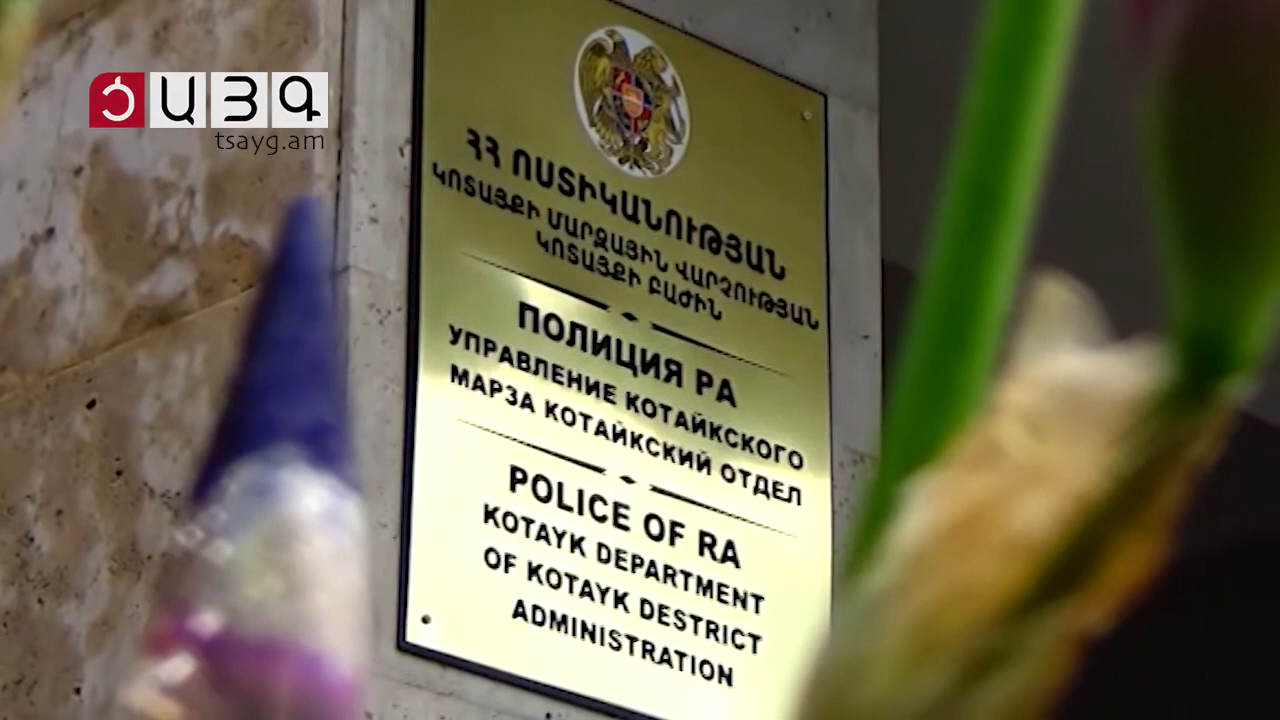 ՑԱՅԳ
tsayg.am
ՀՀ ՈՍՏԻԿԱՆՈՒԹՅԱՆ
ԿՈՏԱՅՔԻ ՄԱՐԶԱՅԻՆ ՎԱՐՉՈՒԹՅԱՆ
ԿՈՏԱՅՔԻ ԲԱԺԻՆ
ПОЛИЦИЯ РА
УПРАВЛЕНИЕ КОТАЙКСКОГО
МАРЗА КОТАЙКСКИЙ ОТДЕЛ
POLICE OF RA
KOTAYK DEPARTMENT
OF KOTAYK DESTRICT
ADMINISTRATION